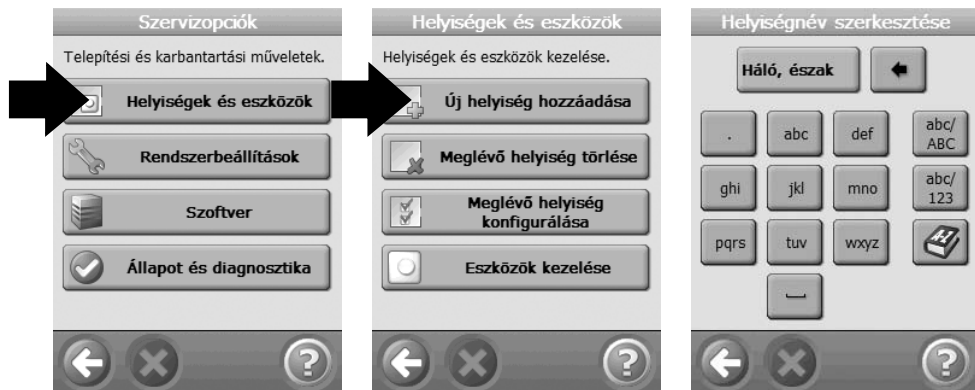 Szervizopciók
Telepítési és karbantartási műveletek.
Helyiségek és eszközök
Rendszerbeállítások
Szoftver
Állapot és diagnosztika
?
Helyiségek és eszközök
Helyiségek és eszközök kezelése.
Új helyiség hozzáadása
Meglévő helyiség törlése
Meglévő helyiség
konfigurálása
Eszközök kezelése
?
Helyiségnév szerkesztése
Háló, észak
. abc def abc/
ABC
ghi jkl mno abc/
123
pqrs tuv wxyz A-Z
?